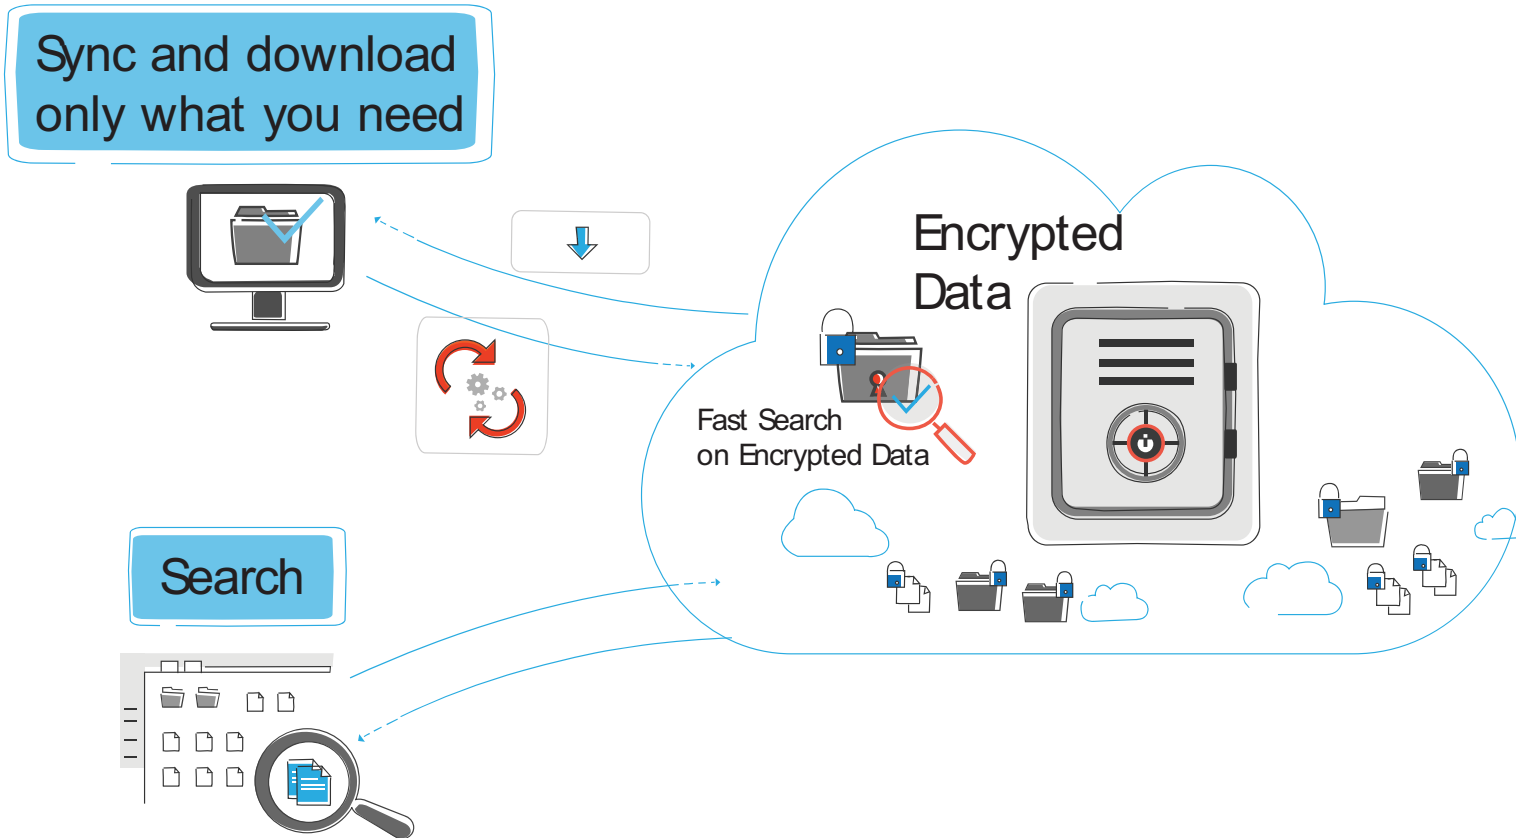 Sync and download
only what you need
Encrypted
Data
Fast Search
on Encrypted Data
Search